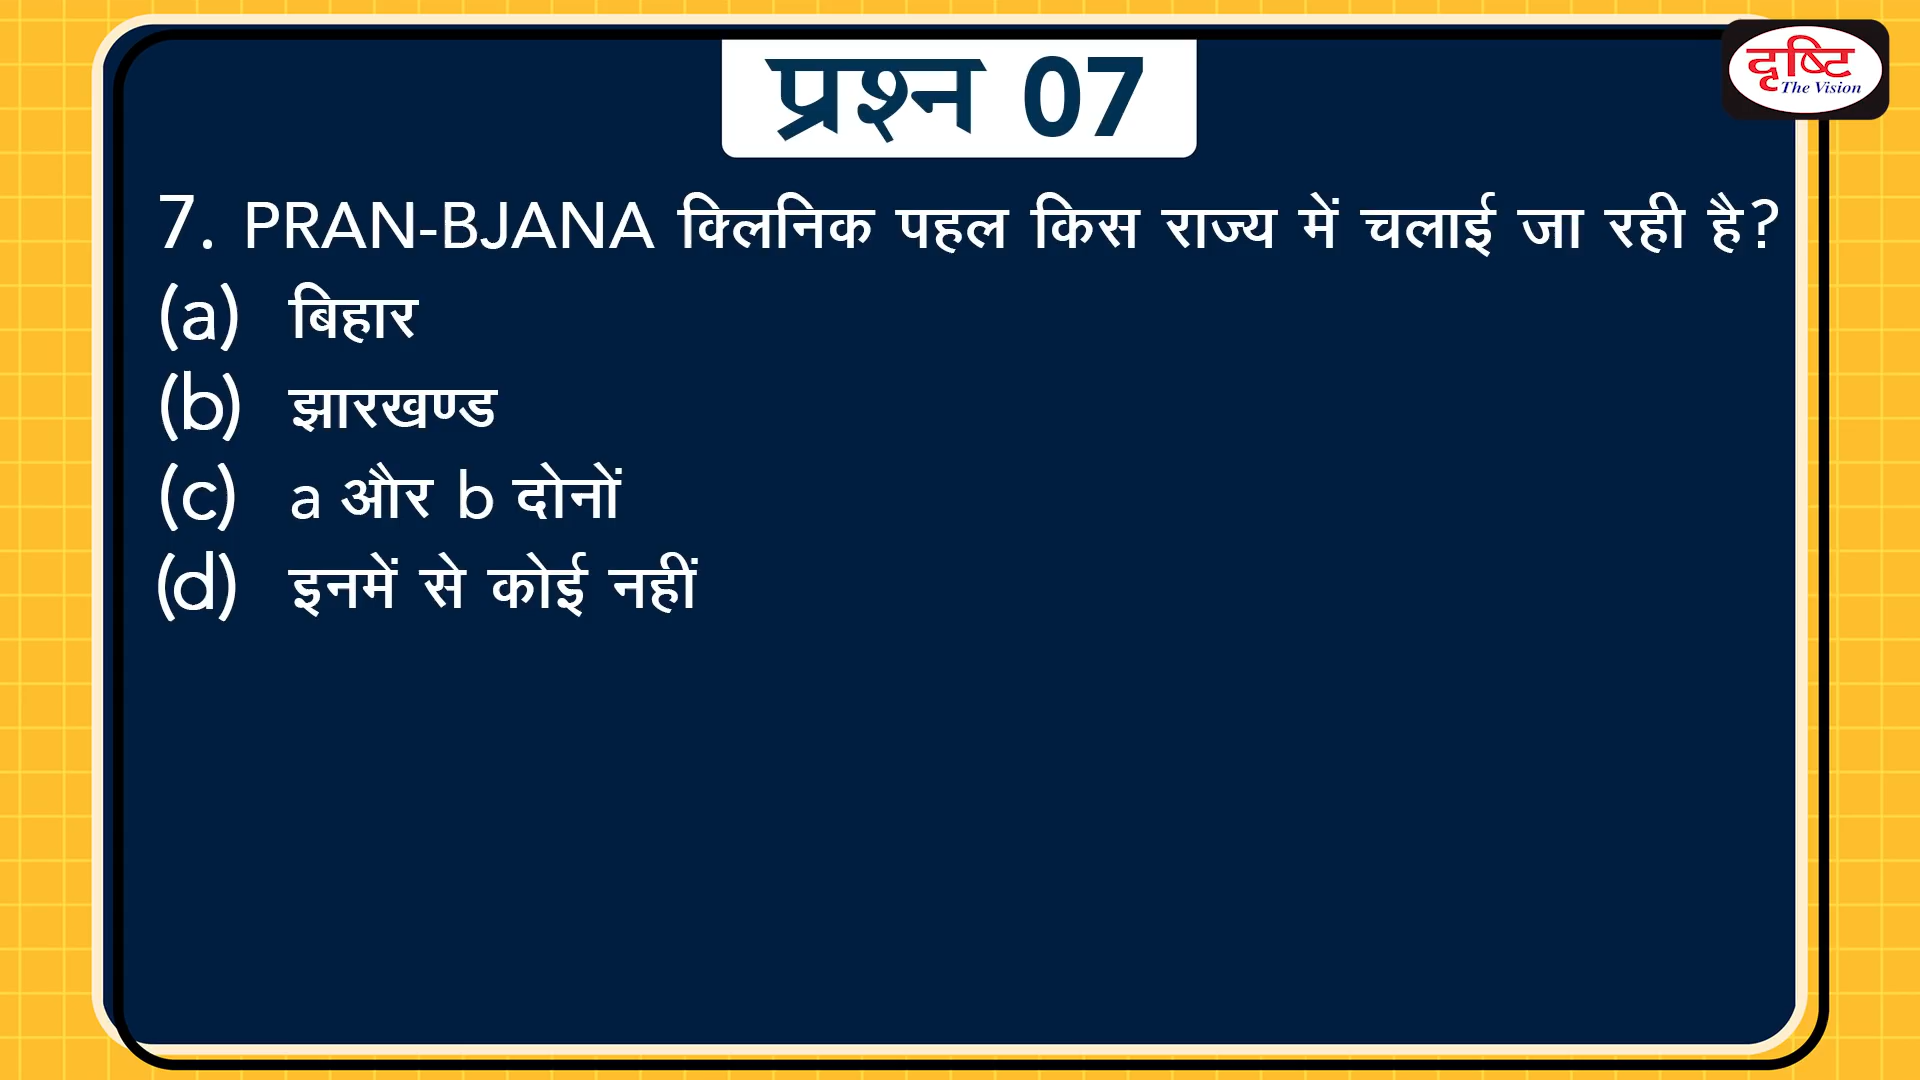 प्रश्न 07
दृष्टि
The Vision
7. PRAN-BJANA क्लिनिक पहल किस राज्य में चलाई जा रही है?
(a) बिहार
(b) झारखण्ड
(c) a और b दोनों
(d) इनमें से कोई नहीं